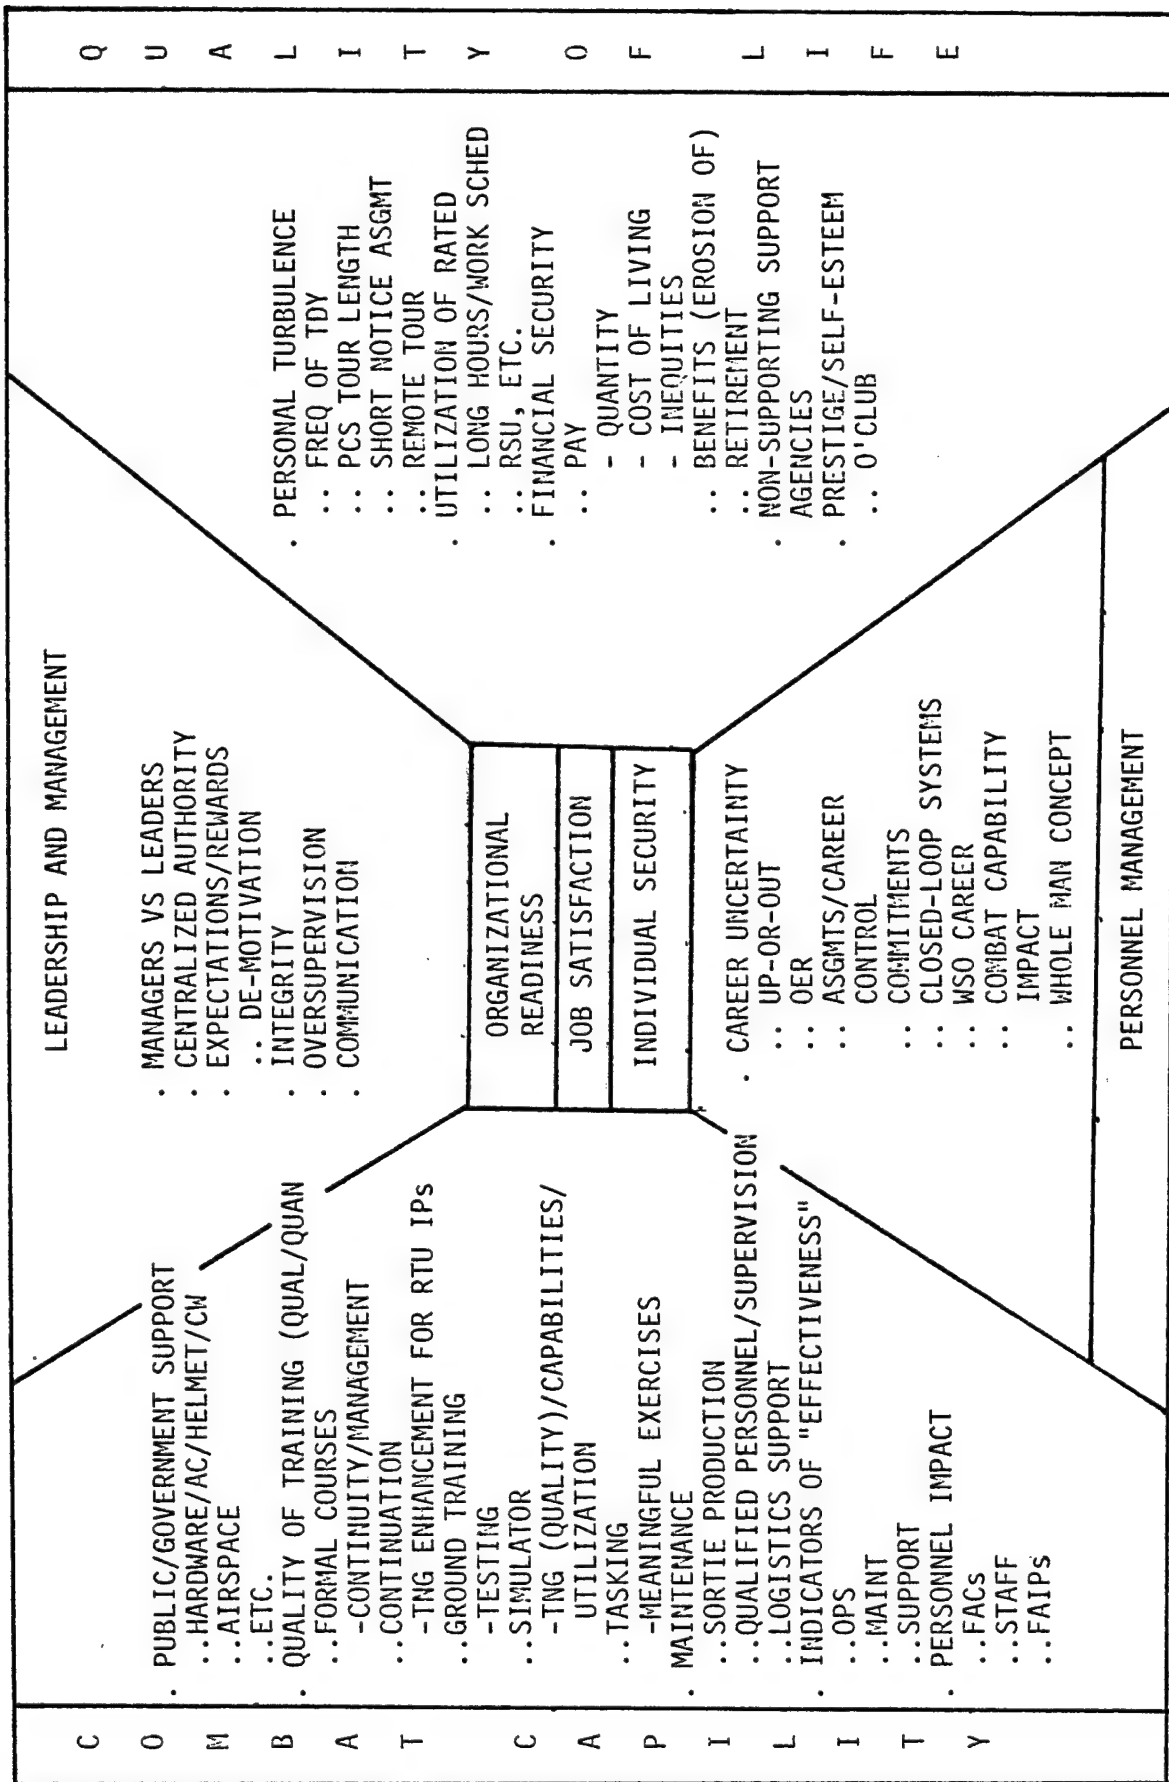 LEADERSHIP AND MANAGEMENT
. MANAGERS VS LEADERS
. CENTRALIZED AUTHORITY
. EXPECTATIONS/REWARDS
.. DE-MOTIVATION
. INTEGRITY
. OVERSUPERVISION
. COMMUNICATION
C O M B A T C A P I L I T Y
. PUBLIC/GOVERNMENT SUPPORT
..HARDWARE/AC/HELMET/CW
..AIRSPACE
..ETC.
. QUALITY OF TRAINING (QUAL/QUAN
..FORMAL COURSES
-CONTINUITY/MANAGEMENT
..CONTINUATION
-TNG ENHANCEMENT FOR RTU IPs
..GROUND TRAINING
-TESTING
..SIMULATOR
-TNG (QUALITY)/CAPABILITIES/
UTILIZATION
..TASKING
-MEANINGFUL EXERCISES
. MAINTENANCE
..SORTIE PRODUCTION
..QUALIFIED PERSONNEL/SUPERVISION
..LOGISTICS SUPPORT
. INDICATORS OF "EFFECTIVENESS"
..OPS
..MAINT
..SUPPORT
. PERSONNEL IMPACT
..FACs
..STAFF
..FAIPs
ORGANIZATIONAL
READINESS
JOB SATISFACTION
INDIVIDUAL SECURITY
. PERSONAL TURBULENCE
.. FREQ OF TDY
.. PCS TOUR LENGTH
.. SHORT NOTICE ASGMT
.. REMOTE TOUR
. UTILIZATION OF RATED
.. LONG HOURS/WORK SCHED
.. RSU, ETC.
. FINANCIAL SECURITY
.. PAY
- QUANTITY
- COST OF LIVING
- INEQUITIES
.. BENEFITS (EROSION OF)
.. RETIREMENT
. NON-SUPPORTING SUPPORT
AGENCIES
. PRESTIGE/SELF-ESTEEM
.. O'CLUB
Q U A L I T Y O F L I F E
. CAREER UNCERTAINTY
.. UP-OR-OUT
.. OER
.. ASGMTS/CAREER
CONTROL
.. COMMITMENTS
.. CLOSED-LOOP SYSTEMS
.. WSO CAREER
.. COMBAT CAPABILITY
IMPACT
.. WHOLE MAN CONCEPT
PERSONNEL MANAGEMENT